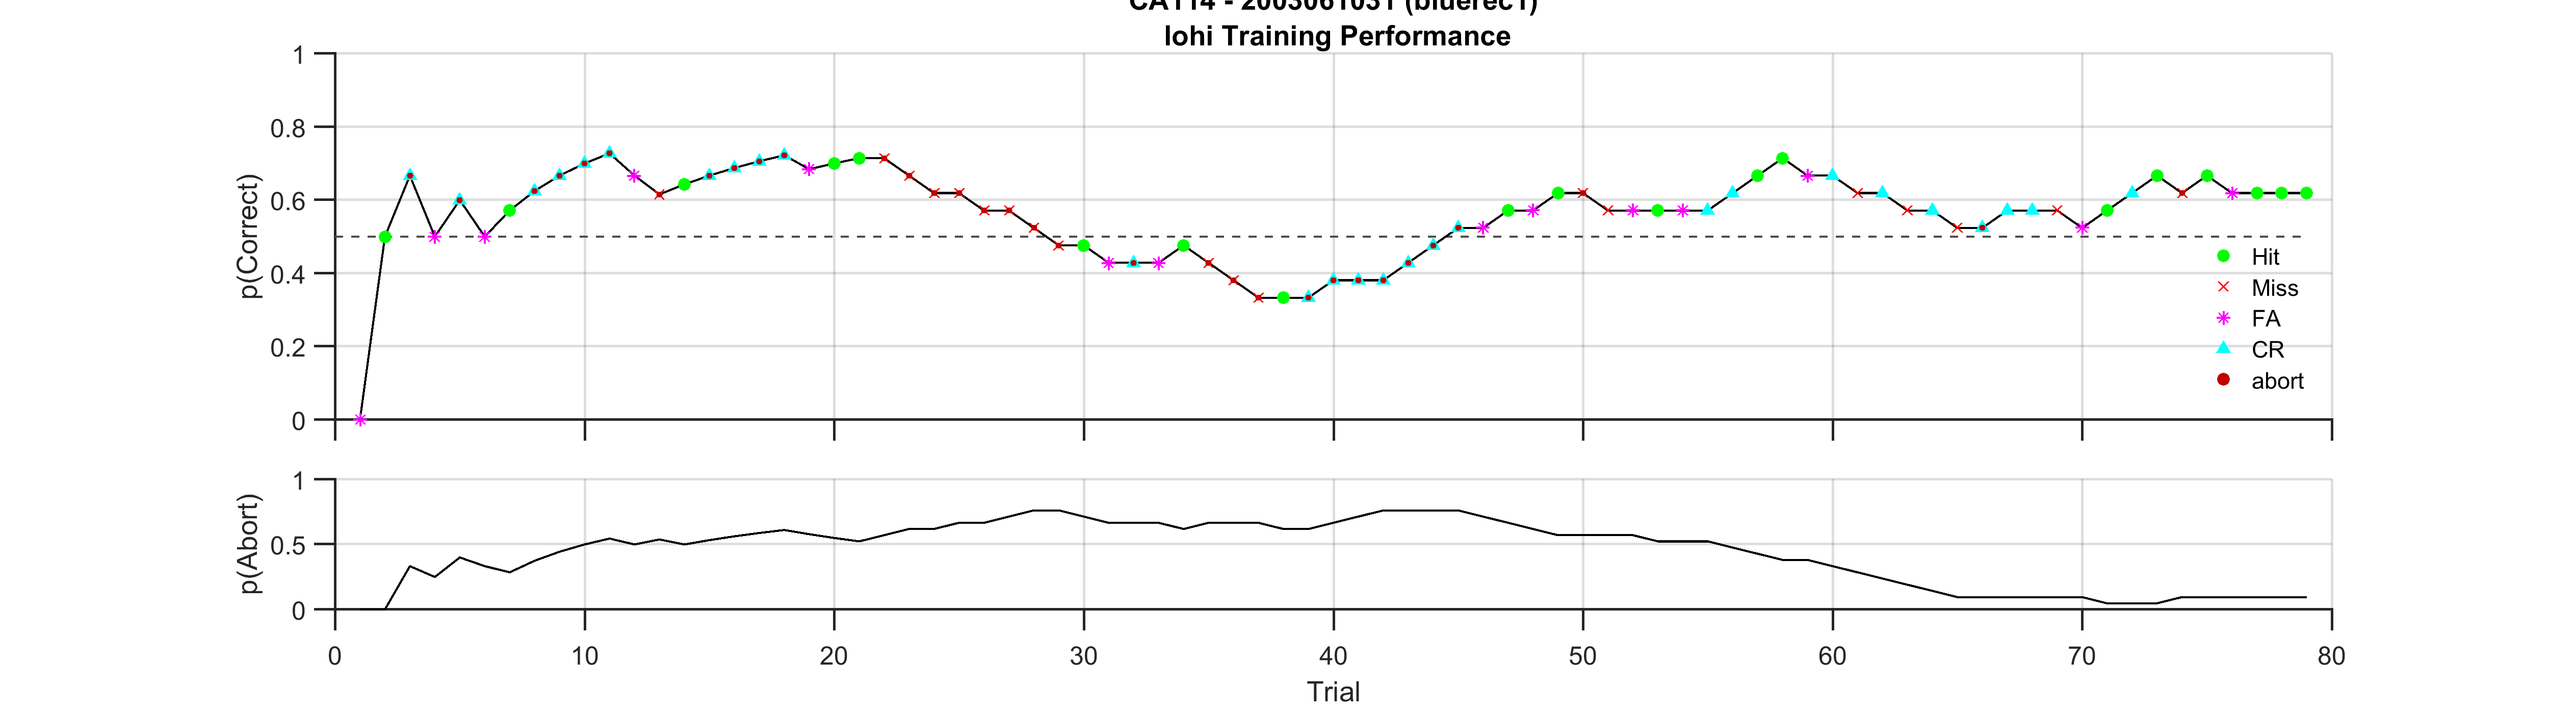 lohi Training Performance
1
0.8
0.6
0.4
0.2
0
p(Correct)
Hit
Miss
FA
CR
abort
1
0.5
0
p(Abort)
0 10 20 30 40 50 60 70 80
Trial